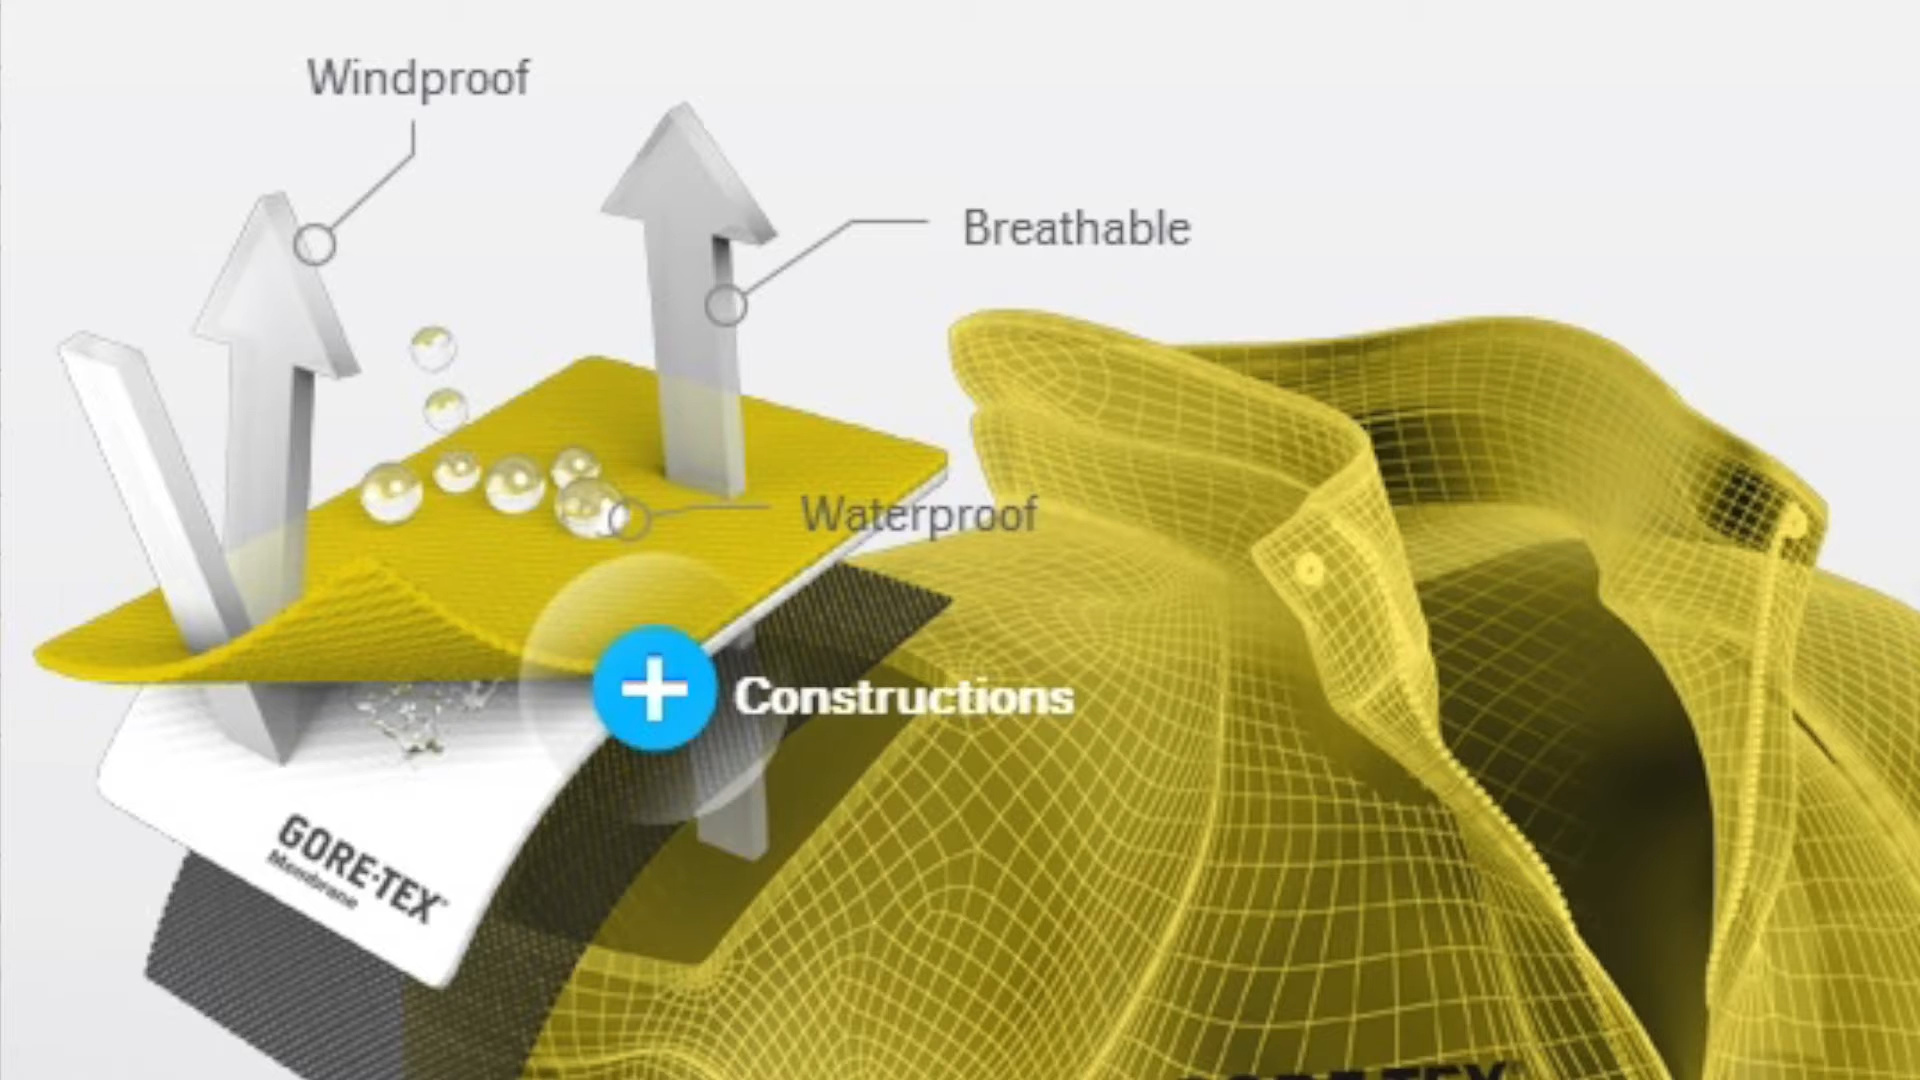 Windproof
Breathable
Waterproof
Constructions
GORE-TEX
Membrane